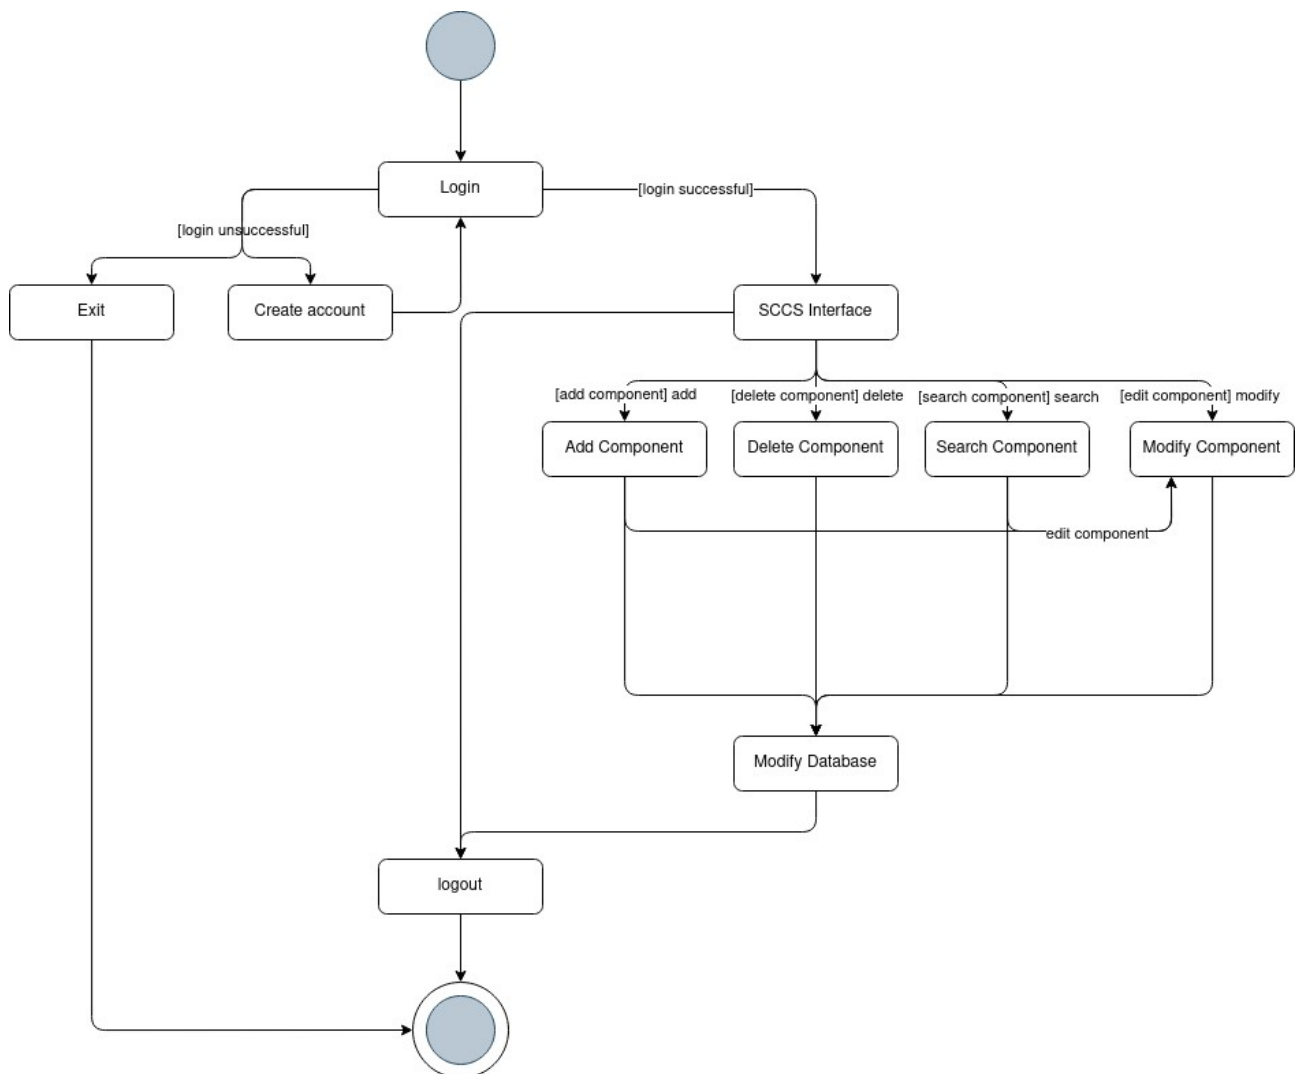 Login
[login successful]
[login unsuccessful]
Exit
Create account
SCCS Interface
[add component] add
[delete component] delete
[search component] search
[edit component] modify
Add Component
Delete Component
Search Component
Modify Component
edit component
Modify Database
logout